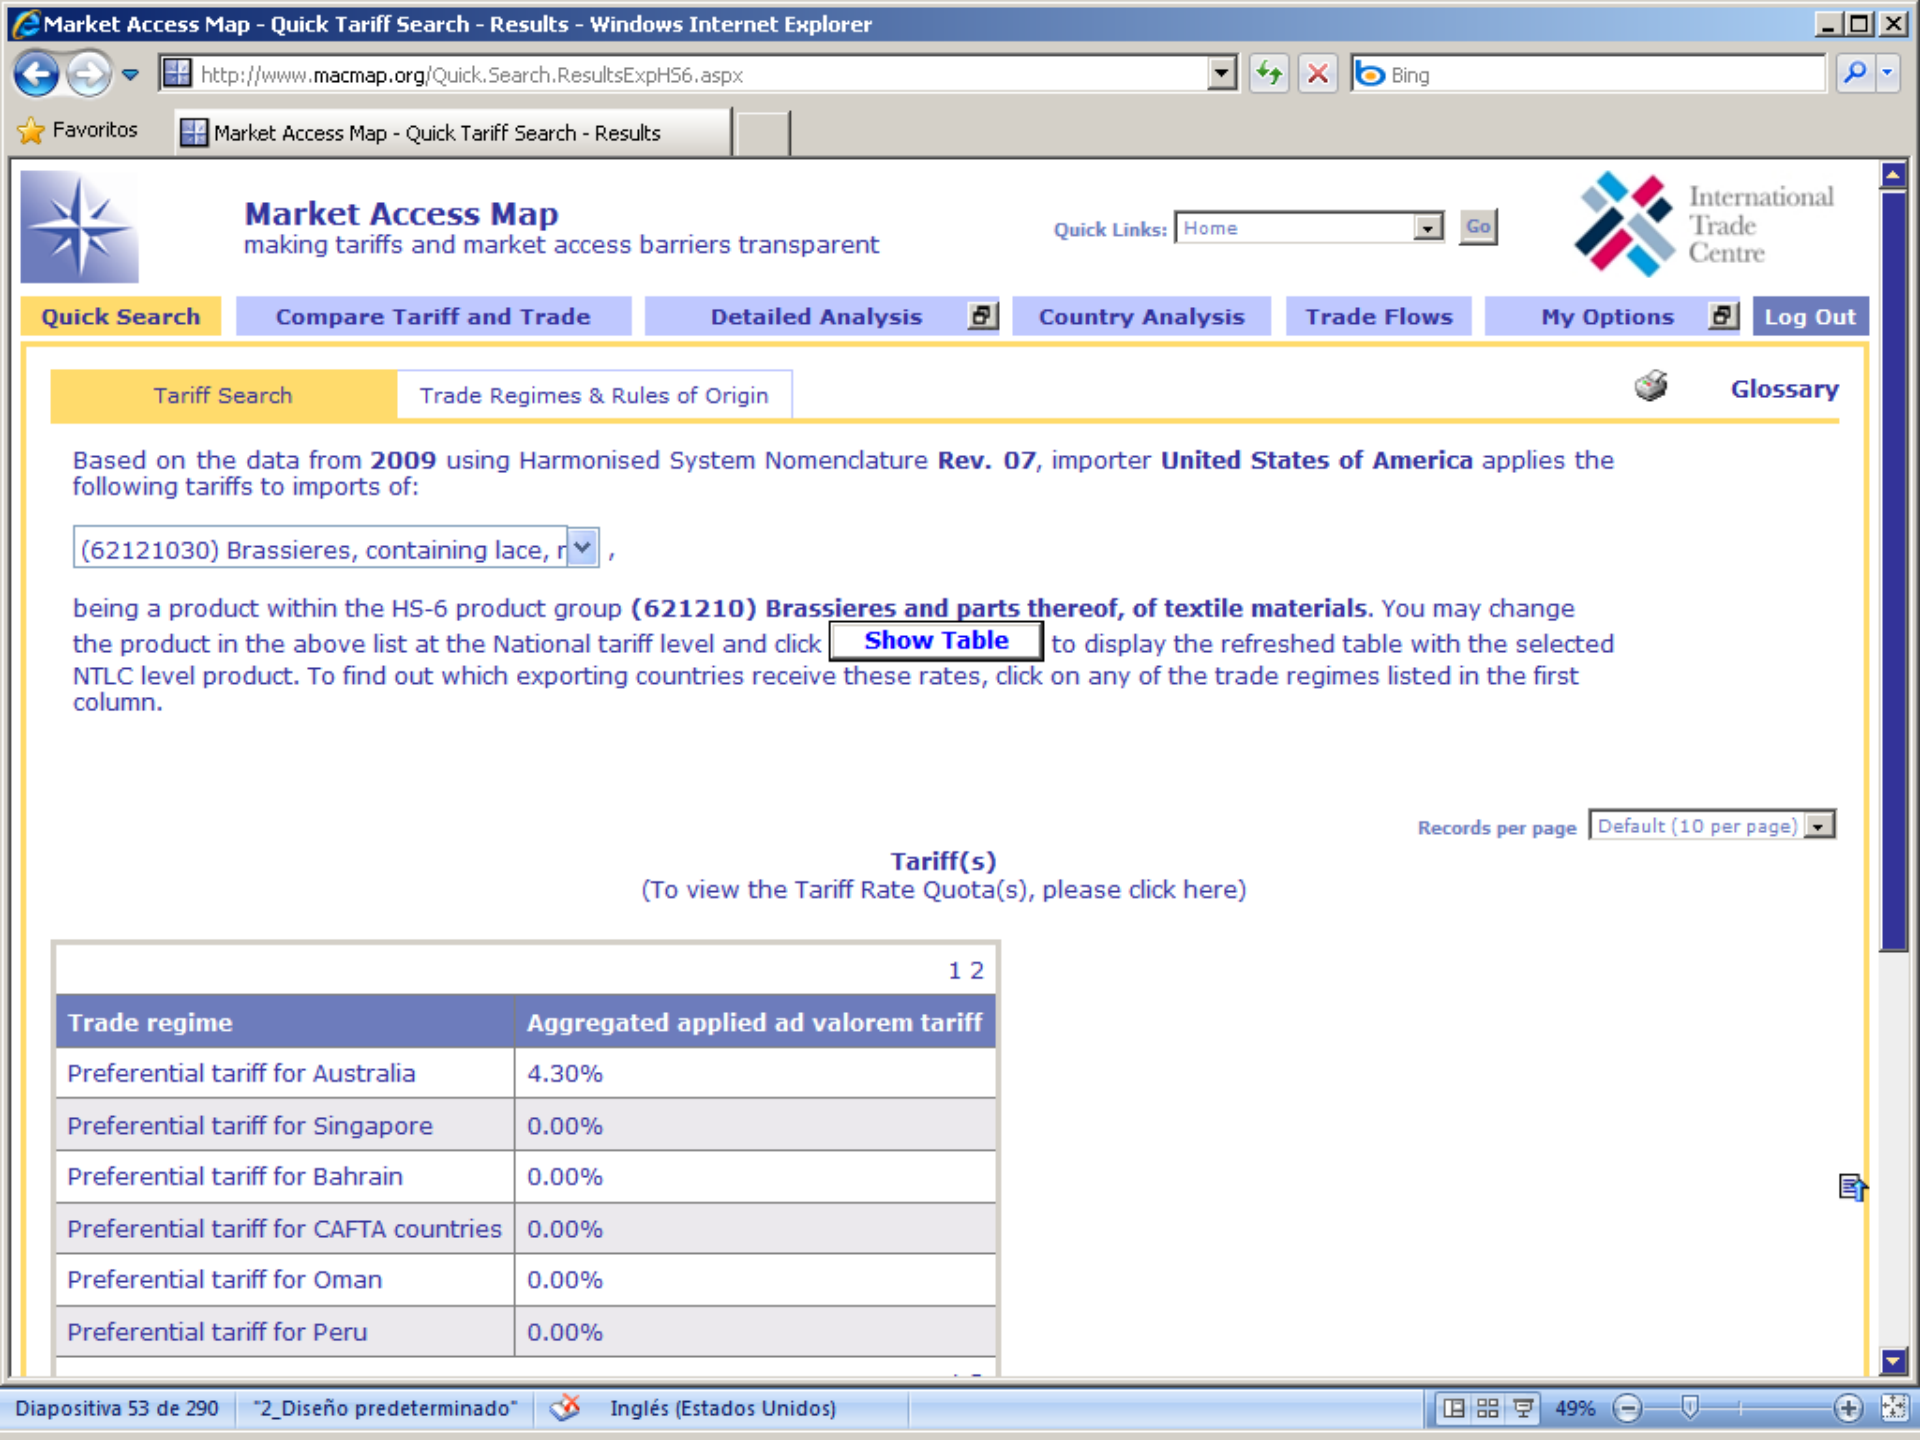 Market Access Map - Quick Tariff Search - Results - Windows Internet Explorer
http://www.macmap.org/Quick.Search.ResultsExpHS6.aspx
Bing
Favoritos
Market Access Map - Quick Tariff Search - Results
Market Access Map
making tariffs and market access barriers transparent
Quick Links: Home Go
International
Trade
Centre
Quick Search Compare Tariff and Trade Detailed Analysis Country Analysis Trade Flows My Options Log Out
Tariff Search Trade Regimes & Rules of Origin Glossary
Based on the data from 2009 using Harmonised System Nomenclature Rev. 07, importer United States of America applies the
following tariffs to imports of:
(62121030) Brassieres, containing lace, r ,
being a product within the HS-6 product group (621210) Brassieres and parts thereof, of textile materials. You may change
the product in the above list at the National tariff level and click Show Table to display the refreshed table with the selected
NTLC level product. To find out which exporting countries receive these rates, click on any of the trade regimes listed in the first
column.
Records per page Default (10 per page)
Tariff(s)
(To view the Tariff Rate Quota(s), please click here)
1 2
Trade regime Aggregated applied ad valorem tariff
Preferential tariff for Australia 4.30%
Preferential tariff for Singapore 0.00%
Preferential tariff for Bahrain 0.00%
Preferential tariff for CAFTA countries 0.00%
Preferential tariff for Oman 0.00%
Preferential tariff for Peru 0.00%
Diapositiva 53 de 290 "2_Diseño predeterminado" Inglés (Estados Unidos) 49%